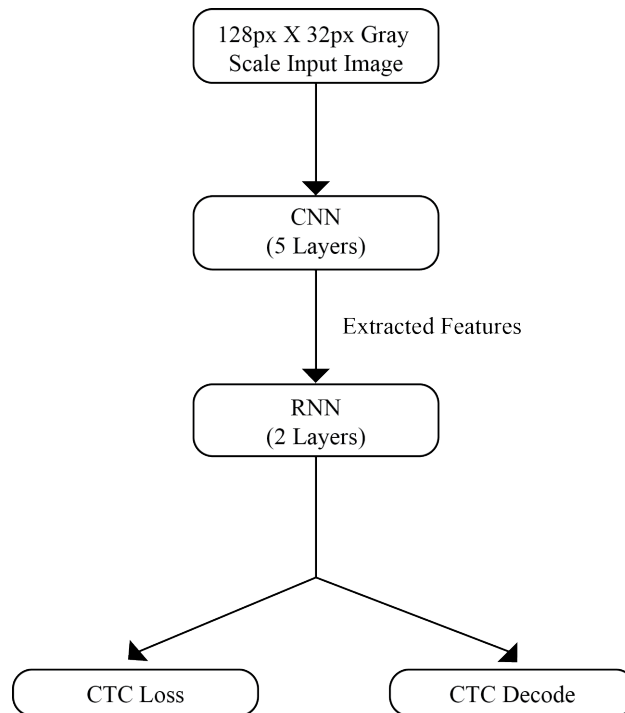 128px X 32px Gray
Scale Input Image
CNN
(5 Layers)
Extracted Features
RNN
(2 Layers)
CTC Loss
CTC Decode